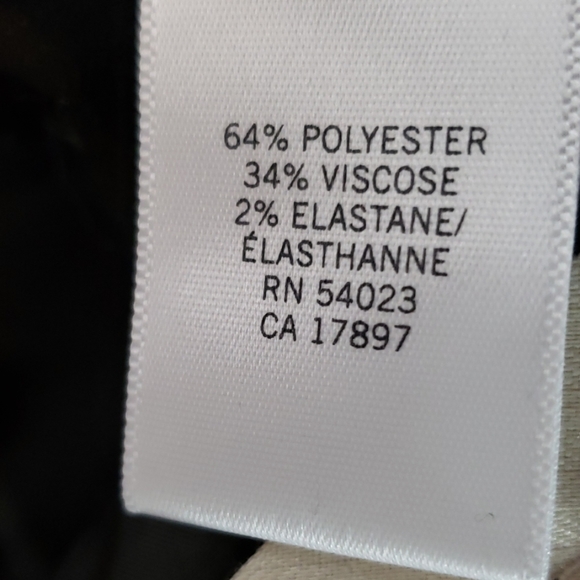 64% POLYESTER
34% VISCOSE
2% ELASTANE/
ÉLASTHANNE
RN 54023
CA 17897